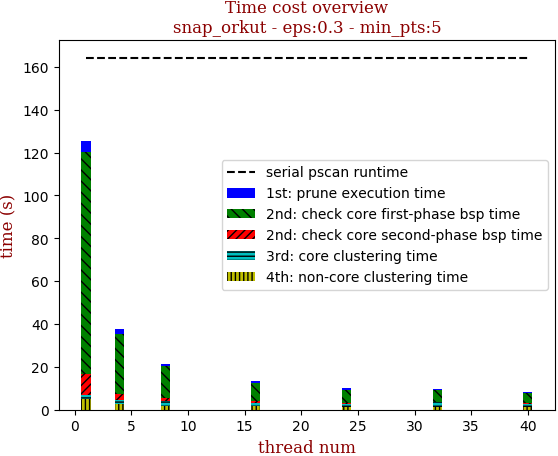 Time cost overview
snap_orkut - eps:0.3 - min_pts:5
time (s)
160
140
120
100
80
60
40
20
0
serial pscan runtime
1st: prune execution time
2nd: check core first-phase bsp time
2nd: check core second-phase bsp time
3rd: core clustering time
4th: non-core clustering time
0 5 10 15 20 25 30 35 40
thread num